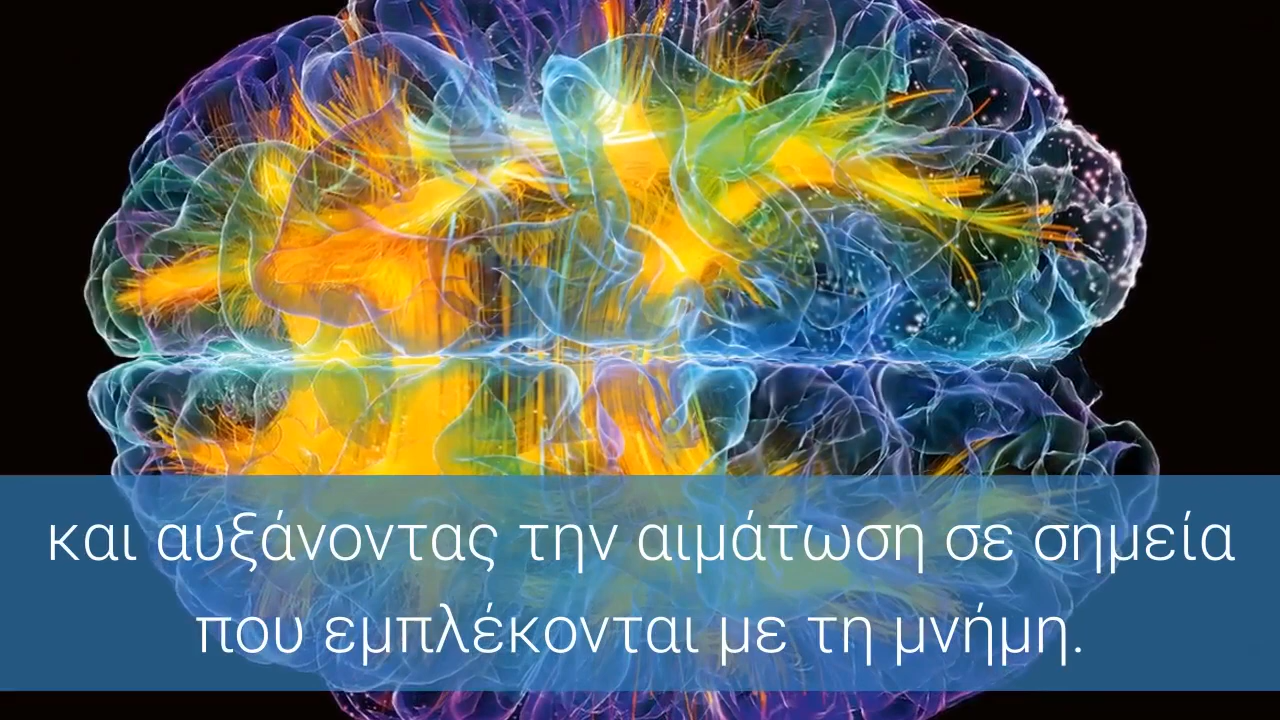 και αυξάνοντας την αιμάτωση σε σημεία
που εμπλέκονται με τη μνήμη.